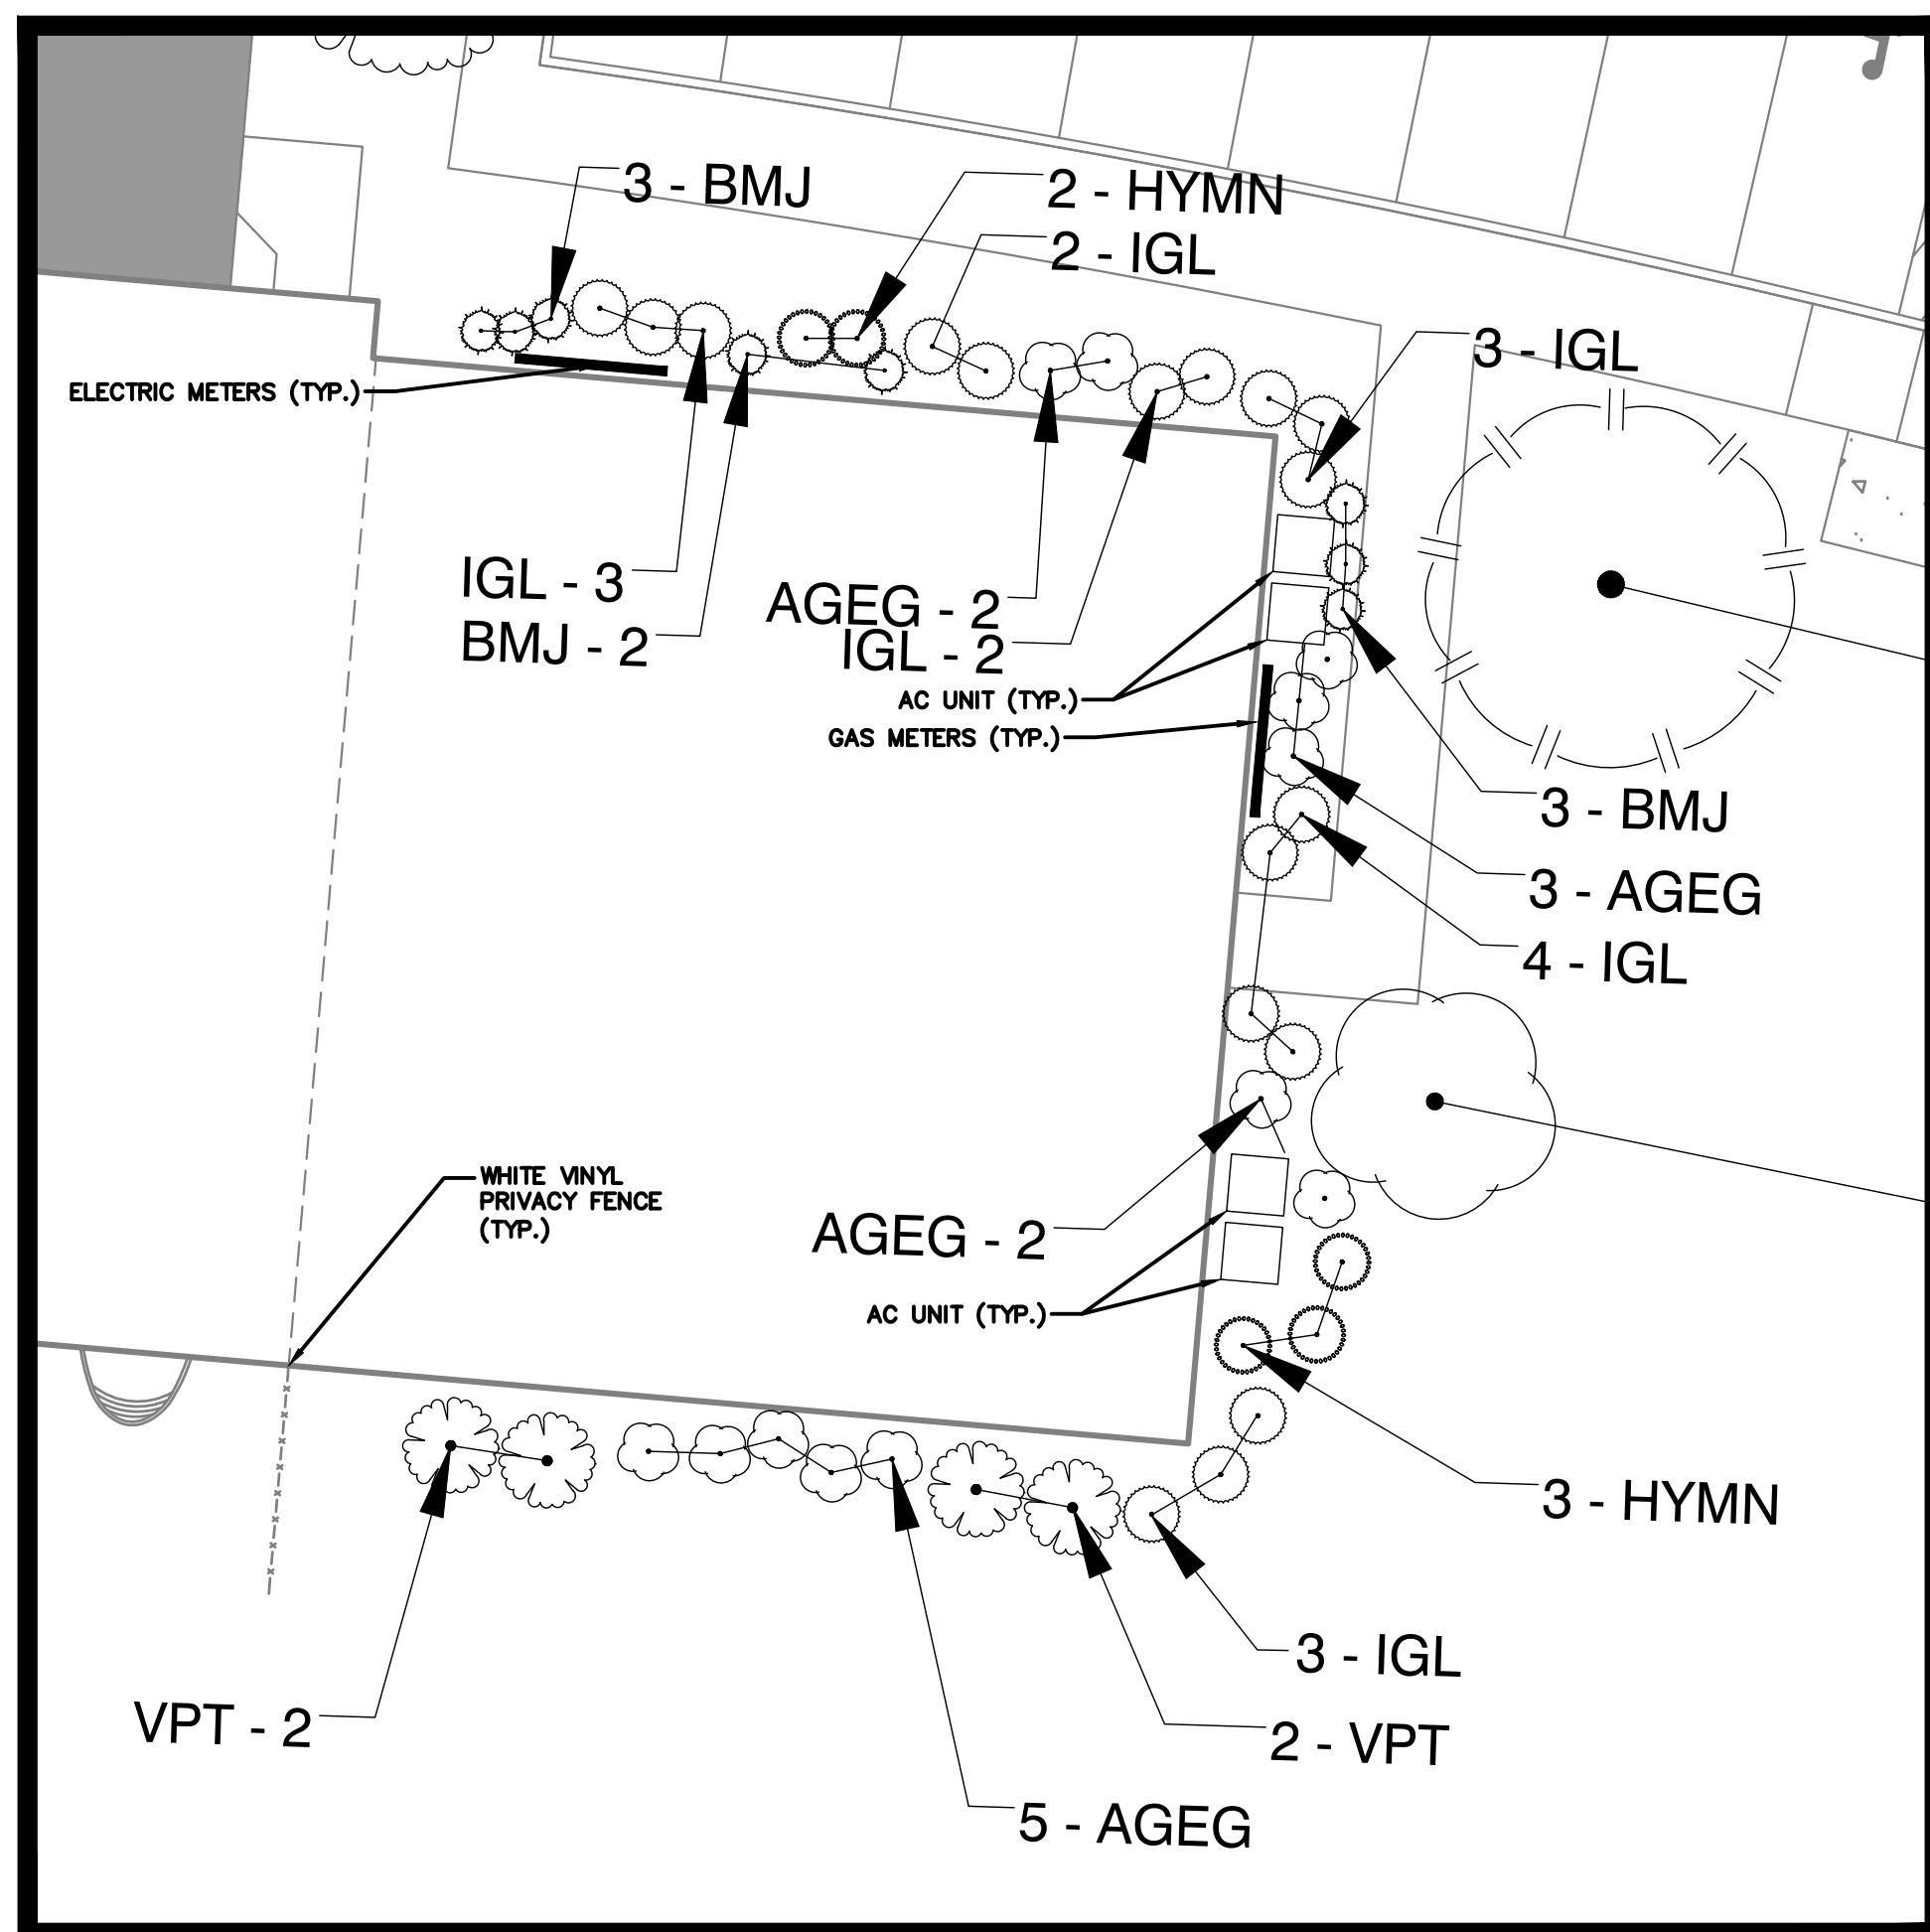 3 - BMJ
2 - HYMN
2 - IGL
3 - IGL
ELECTRIC METERS (TYP.)
IGL - 3
BMJ - 2
AGEG - 2
IGL - 2
AC UNIT (TYP.)
GAS METERS (TYP.)
3 - BMJ
3 - AGEG
4 - IGL
WHITE VINYL
PRIVACY FENCE
(TYP.)
AGEG - 2
AC UNIT (TYP.)
3 - HYMN
3 - IGL
VPT - 2
2 - VPT
5 - AGEG